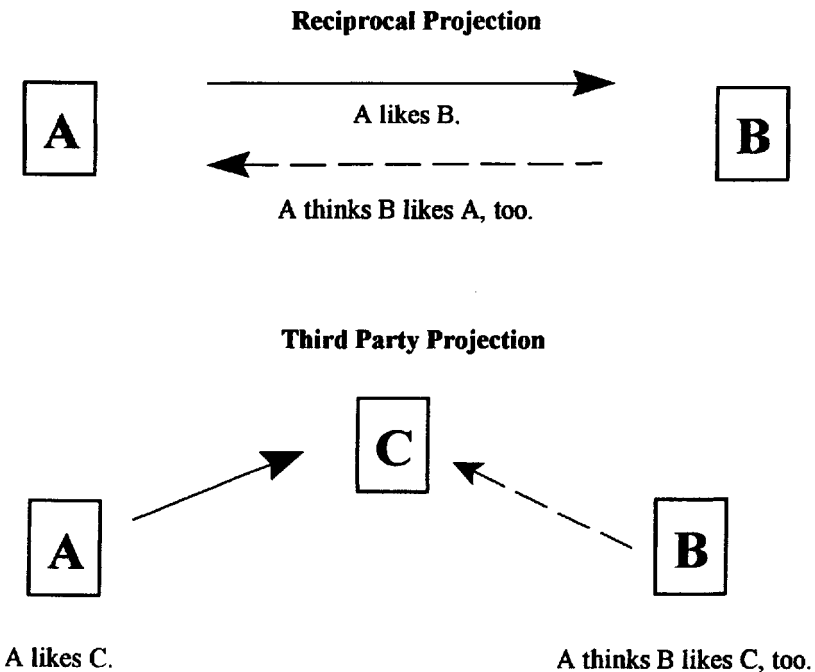 Reciprocal Projection
A
A likes B.
B
A thinks B likes A, too.
Third Party Projection
C
A
B
A likes C.
A thinks B likes C, too.